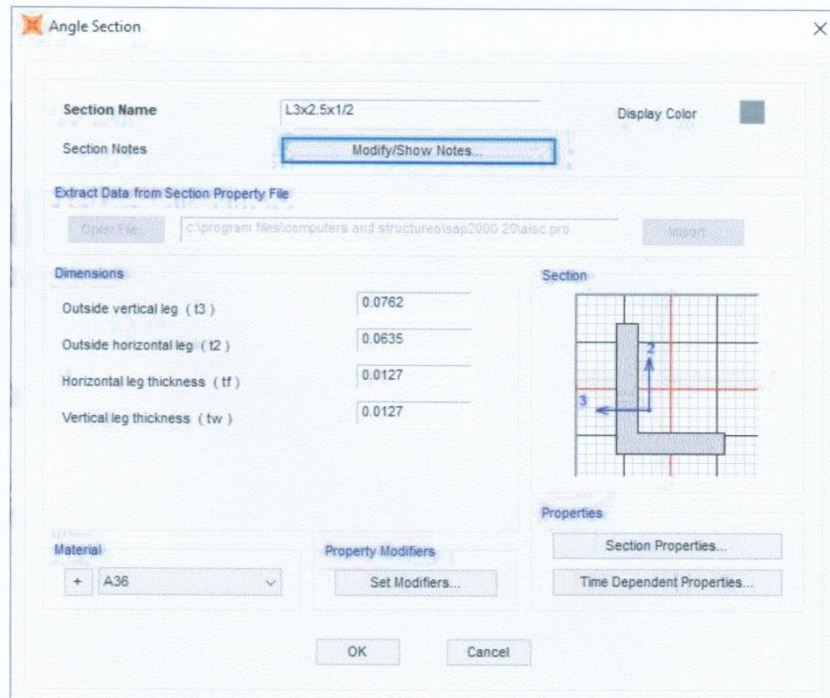 Angle Section
Section Name L3x2.5x1/2 Display Color
Section Notes Modify/Show Notes...
Extract Data from Section Property File
Open File... c:\program files\computers and structures\sap2000 20\aisc.pro Import...
Dimensions
Outside vertical leg ( t3 ) 0.0762
Outside horizontal leg ( t2 ) 0.0635
Horizontal leg thickness ( tf ) 0.0127
Vertical leg thickness ( tw ) 0.0127
Section
2
3
Properties
Section Properties...
Time Dependent Properties...
Material
+ A36
Property Modifiers
Set Modifiers...
OK Cancel